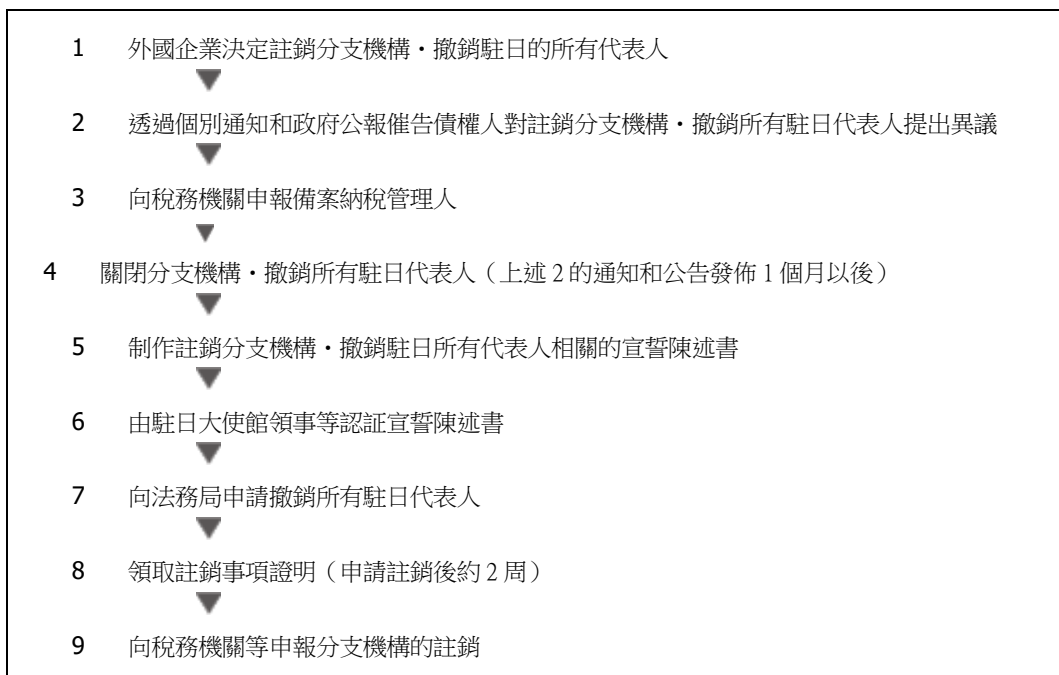 1 外國企業決定註銷分支機構・撤銷駐日的所有代表人
2 透過個別通知和政府公報催告債權人對註銷分支機構・撤銷所有駐日代表人提出異議
3 向稅務機關申報備案納稅管理人
4 關閉分支機構・撤銷所有駐日代表人（上述 2 的通知和公告發佈 1 個月以後）
5 制作註銷分支機構・撤銷駐日所有代表人相關的宣誓陳述書
6 由駐日大使館領事等認証宣誓陳述書
7 向法務局申請撤銷所有駐日代表人
8 領取註銷事項證明（申請註銷後約 2 周）
9 向稅務機關等申報分支機構的註銷